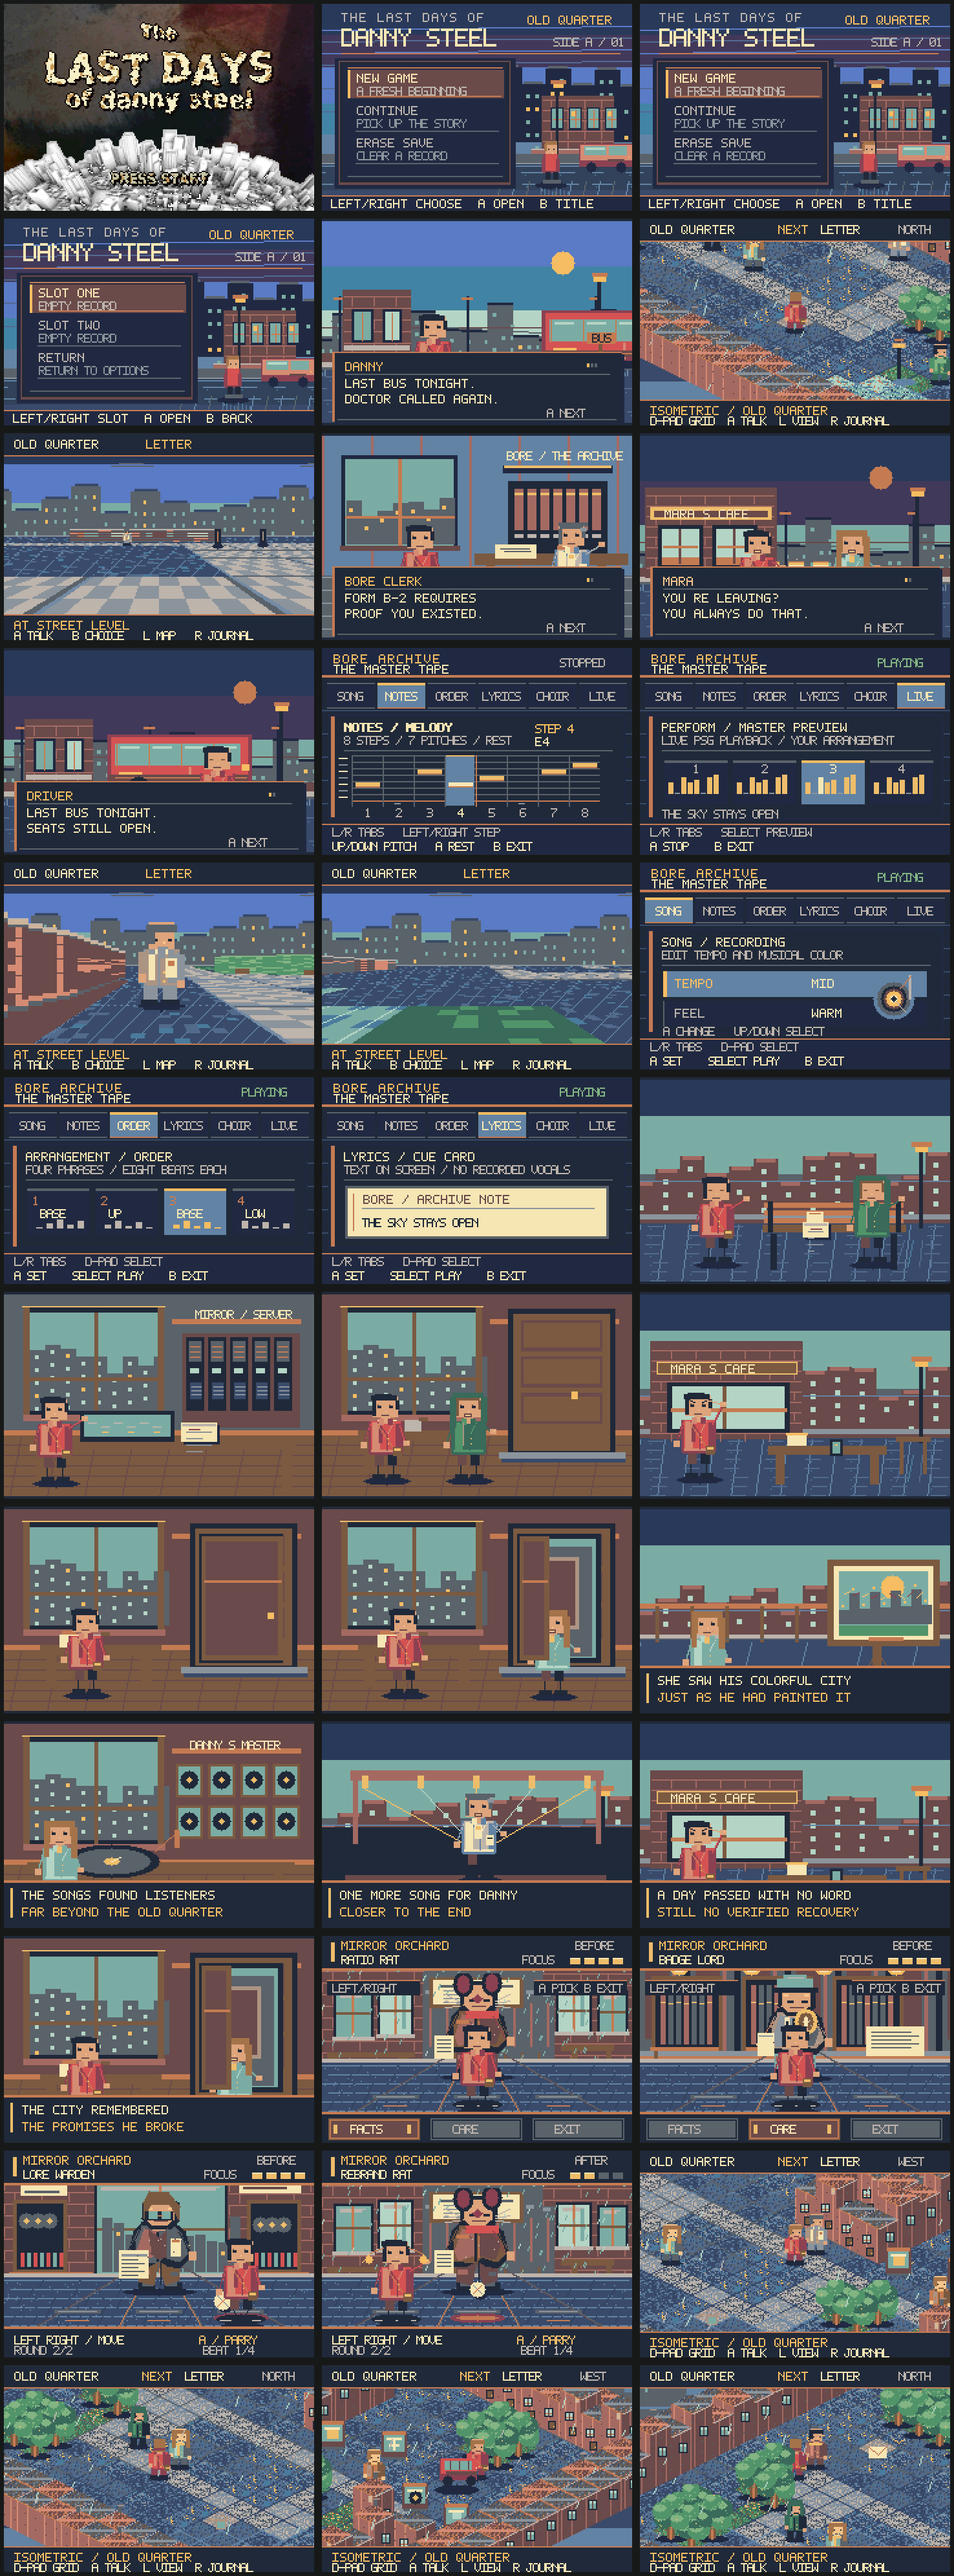 The
LAST DAYS
of danny steel
PRESS START
THE LAST DAYS OF
DANNY STEEL
OLD QUARTER
SIDE A / 01
NEW GAME
A FRESH BEGINNING
CONTINUE
PICK UP THE STORY
ERASE SAVE
CLEAR A RECORD
LEFT/RIGHT CHOOSE A OPEN B TITLE
THE LAST DAYS OF
DANNY STEEL
OLD QUARTER
SIDE A / 01
NEW GAME
A FRESH BEGINNING
CONTINUE
PICK UP THE STORY
ERASE SAVE
CLEAR A RECORD
LEFT/RIGHT CHOOSE A OPEN B TITLE
THE LAST DAYS OF
DANNY STEEL
OLD QUARTER
SIDE A / 01
SLOT ONE
EMPTY RECORD
SLOT TWO
EMPTY RECORD
RETURN
RETURN TO OPTIONS
LEFT/RIGHT SLOT A OPEN B BACK
BUS
DANNY
LAST BUS TONIGHT.
DOCTOR CALLED AGAIN.
A NEXT
OLD QUARTER NEXT LETTER NORTH
ISOMETRIC / OLD QUARTER
D-PAD GRID A TALK L VIEW R JOURNAL
OLD QUARTER LETTER
AT STREET LEVEL
A TALK B CHOICE L MAP R JOURNAL
BORE / THE ARCHIVE
BORE CLERK
FORM B-2 REQUIRES
PROOF YOU EXISTED.
A NEXT
MARA S CAFE
MARA
YOU RE LEAVING?
YOU ALWAYS DO THAT.
A NEXT
DRIVER
LAST BUS TONIGHT.
SEATS STILL OPEN.
A NEXT
BORE ARCHIVE
THE MASTER TAPE
STOPPED
SONG NOTES ORDER LYRICS CHOIR LIVE
NOTES / MELODY STEP 4
8 STEPS / 7 PITCHES / REST E4
1 2 3 4 5 6 7 8
L/R TABS LEFT/RIGHT STEP
UP/DOWN PITCH A REST B EXIT
BORE ARCHIVE
THE MASTER TAPE
PLAYING
SONG NOTES ORDER LYRICS CHOIR LIVE
PERFORM / MASTER PREVIEW
LIVE PSG PLAYBACK / YOUR ARRANGEMENT
1 2 3 4
THE SKY STAYS OPEN
L/R TABS SELECT PREVIEW
A STOP B EXIT
OLD QUARTER LETTER
AT STREET LEVEL
A TALK B CHOICE L MAP R JOURNAL
OLD QUARTER LETTER
AT STREET LEVEL
A TALK B CHOICE L MAP R JOURNAL
BORE ARCHIVE
THE MASTER TAPE
PLAYING
SONG NOTES ORDER LYRICS CHOIR LIVE
SONG / RECORDING
EDIT TEMPO AND MUSICAL COLOR
TEMPO MID
FEEL WARM
A CHANGE UP/DOWN SELECT
L/R TABS D-PAD SELECT
A SET SELECT PLAY B EXIT
BORE ARCHIVE
THE MASTER TAPE
PLAYING
SONG NOTES ORDER LYRICS CHOIR LIVE
ARRANGEMENT / ORDER
FOUR PHRASES / EIGHT BEATS EACH
1 2 3 4
BASE UP BASE LOW
L/R TABS D-PAD SELECT
A SET SELECT PLAY B EXIT
BORE ARCHIVE
THE MASTER TAPE
PLAYING
SONG NOTES ORDER LYRICS CHOIR LIVE
LYRICS / CUE CARD
TEXT ON SCREEN / NO RECORDED VOCALS
BORE / ARCHIVE NOTE
THE SKY STAYS OPEN
L/R TABS D-PAD SELECT
A SET SELECT PLAY B EXIT
MIRROR / SERVER
MARA S CAFE
SHE SAW HIS COLORFUL CITY
JUST AS HE HAD PAINTED IT
DANNY S MASTER
THE SONGS FOUND LISTENERS
FAR BEYOND THE OLD QUARTER
ONE MORE SONG FOR DANNY
CLOSER TO THE END
MARA S CAFE
A DAY PASSED WITH NO WORD
STILL NO VERIFIED RECOVERY
THE CITY REMEMBERED
THE PROMISES HE BROKE
MIRROR ORCHARD BEFORE
RATIO RAT FOCUS
LEFT/RIGHT A PICK B EXIT
FACTS CARE EXIT
MIRROR ORCHARD BEFORE
BADGE LORD FOCUS
LEFT/RIGHT A PICK B EXIT
FACTS CARE EXIT
MIRROR ORCHARD BEFORE
LORE WARDEN FOCUS
LEFT RIGHT / MOVE A / PARRY
ROUND 2/2 BEAT 1/4
MIRROR ORCHARD AFTER
REBRAND RAT FOCUS
LEFT RIGHT / MOVE A / PARRY
ROUND 2/2 BEAT 1/4
OLD QUARTER NEXT LETTER WEST
ISOMETRIC / OLD QUARTER
D-PAD GRID A TALK L VIEW R JOURNAL
OLD QUARTER NEXT LETTER NORTH
ISOMETRIC / OLD QUARTER
D-PAD GRID A TALK L VIEW R JOURNAL
OLD QUARTER NEXT LETTER WEST
ISOMETRIC / OLD QUARTER
D-PAD GRID A TALK L VIEW R JOURNAL
OLD QUARTER NEXT LETTER NORTH
ISOMETRIC / OLD QUARTER
D-PAD GRID A TALK L VIEW R JOURNAL